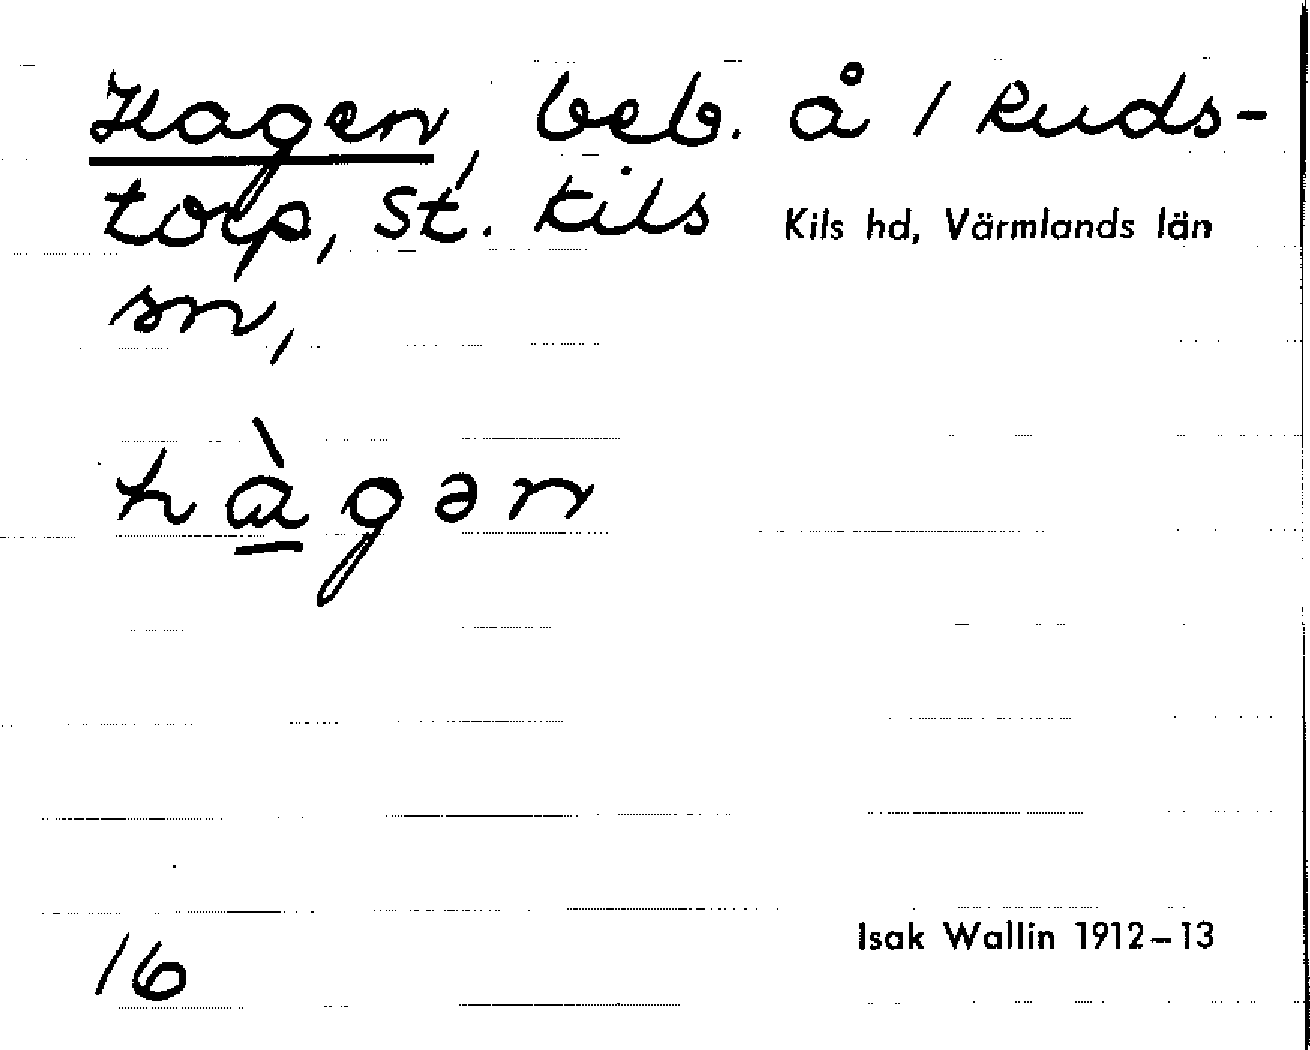 Hagen, beb. å 1 Ruds-
torp, St. Kils Kils hd, Värmlands län
sn,
hàgən
Isak Wallin 1912–13
16